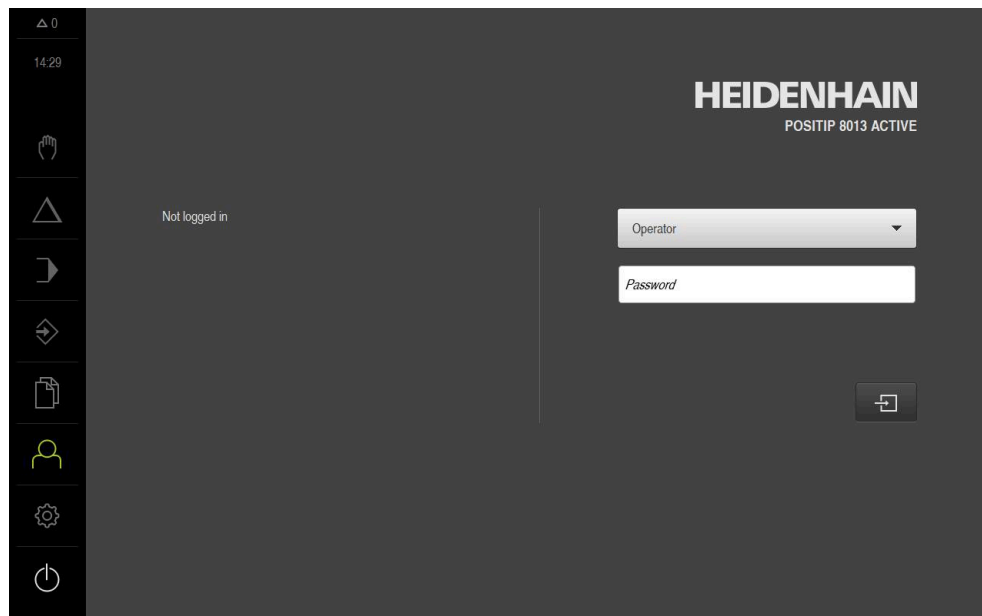 0
14:29
HEIDENHAIN
POSITIP 8013 ACTIVE
Not logged in
Operator
Password